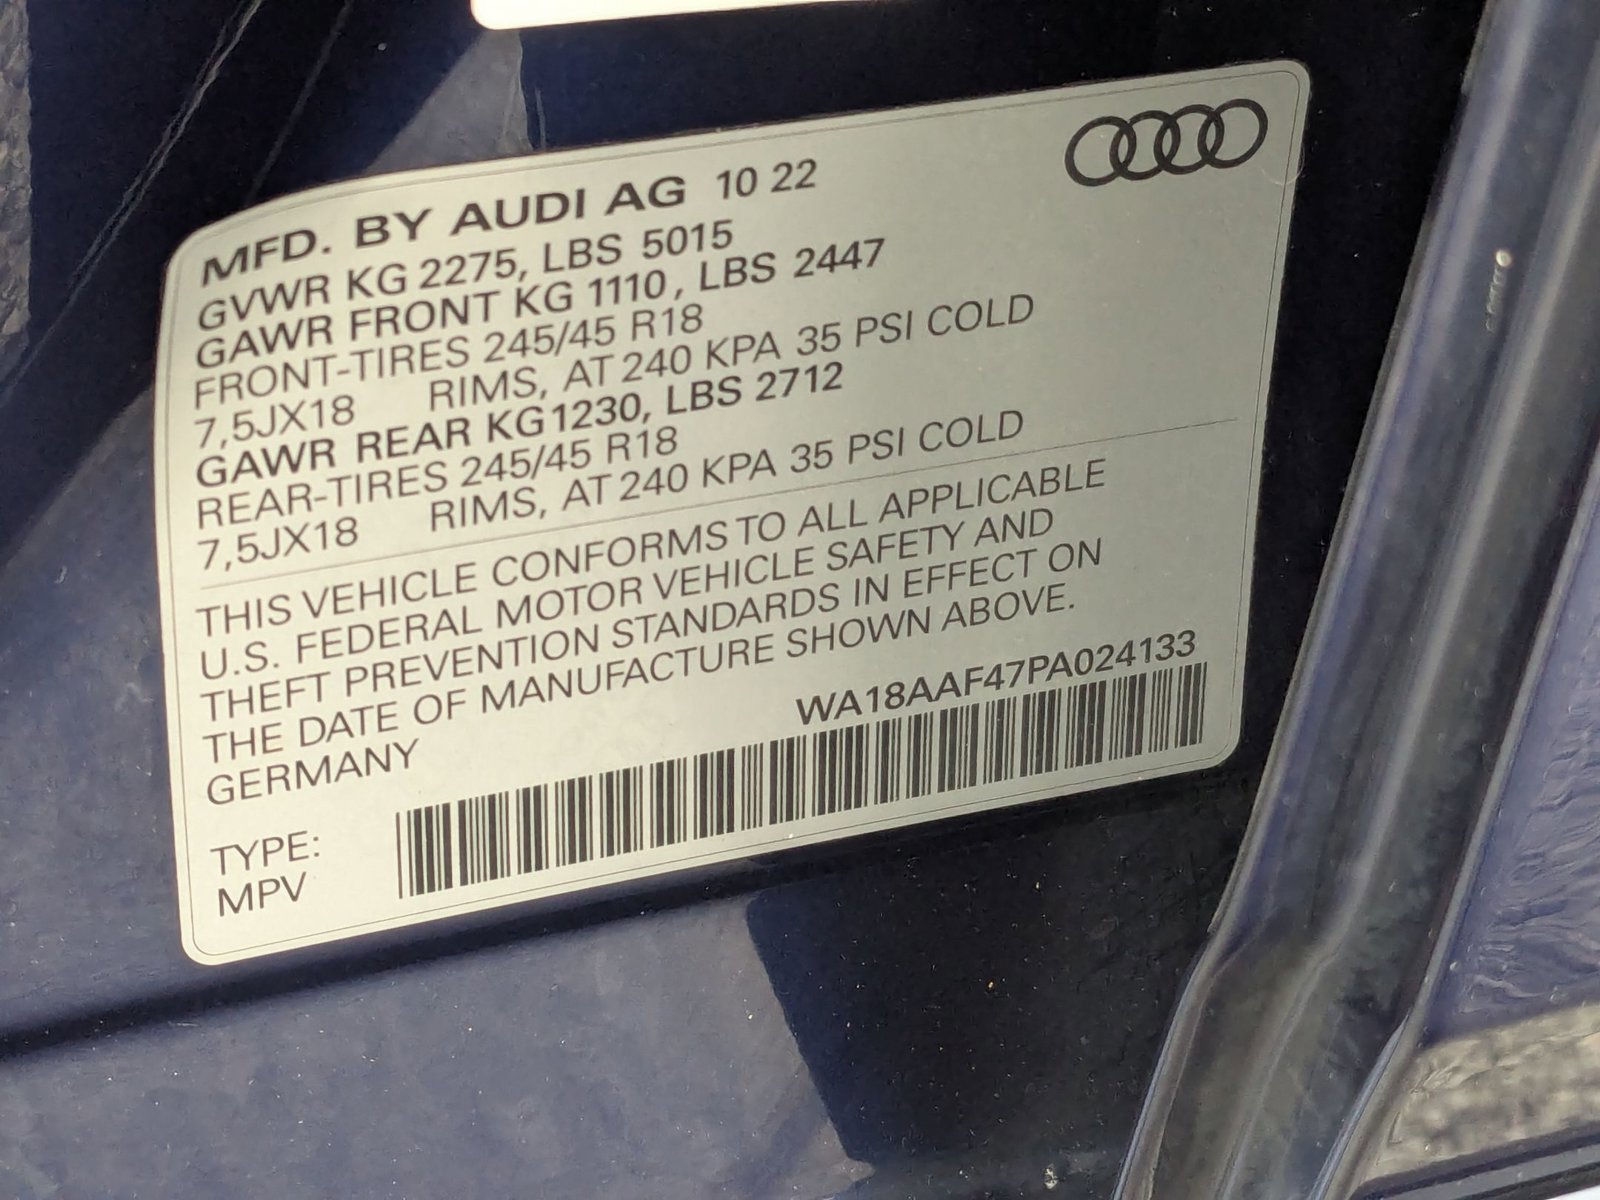 MFD. BY AUDI AG 10 22
GVWR KG 2275, LBS 5015
GAWR FRONT KG 1110, LBS 2447
FRONT-TIRES 245/45 R18
7,5JX18 RIMS, AT 240 KPA 35 PSI COLD
GAWR REAR KG 1230, LBS 2712
REAR-TIRES 245/45 R18
7,5JX18 RIMS, AT 240 KPA 35 PSI COLD
THIS VEHICLE CONFORMS TO ALL APPLICABLE
U.S. FEDERAL MOTOR VEHICLE SAFETY AND
THEFT PREVENTION STANDARDS IN EFFECT ON
THE DATE OF MANUFACTURE SHOWN ABOVE.
GERMANY
WA18AAF47PA024133
TYPE:
MPV